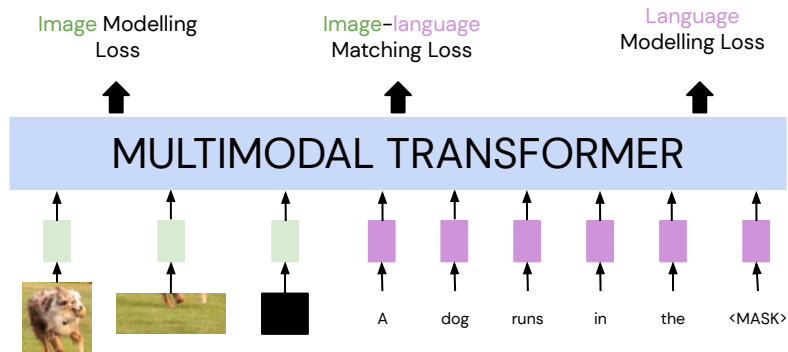 Image Modelling
Loss
Image-language
Matching Loss
Language
Modelling Loss
MULTIMODAL TRANSFORMER
A dog runs in the <MASK>